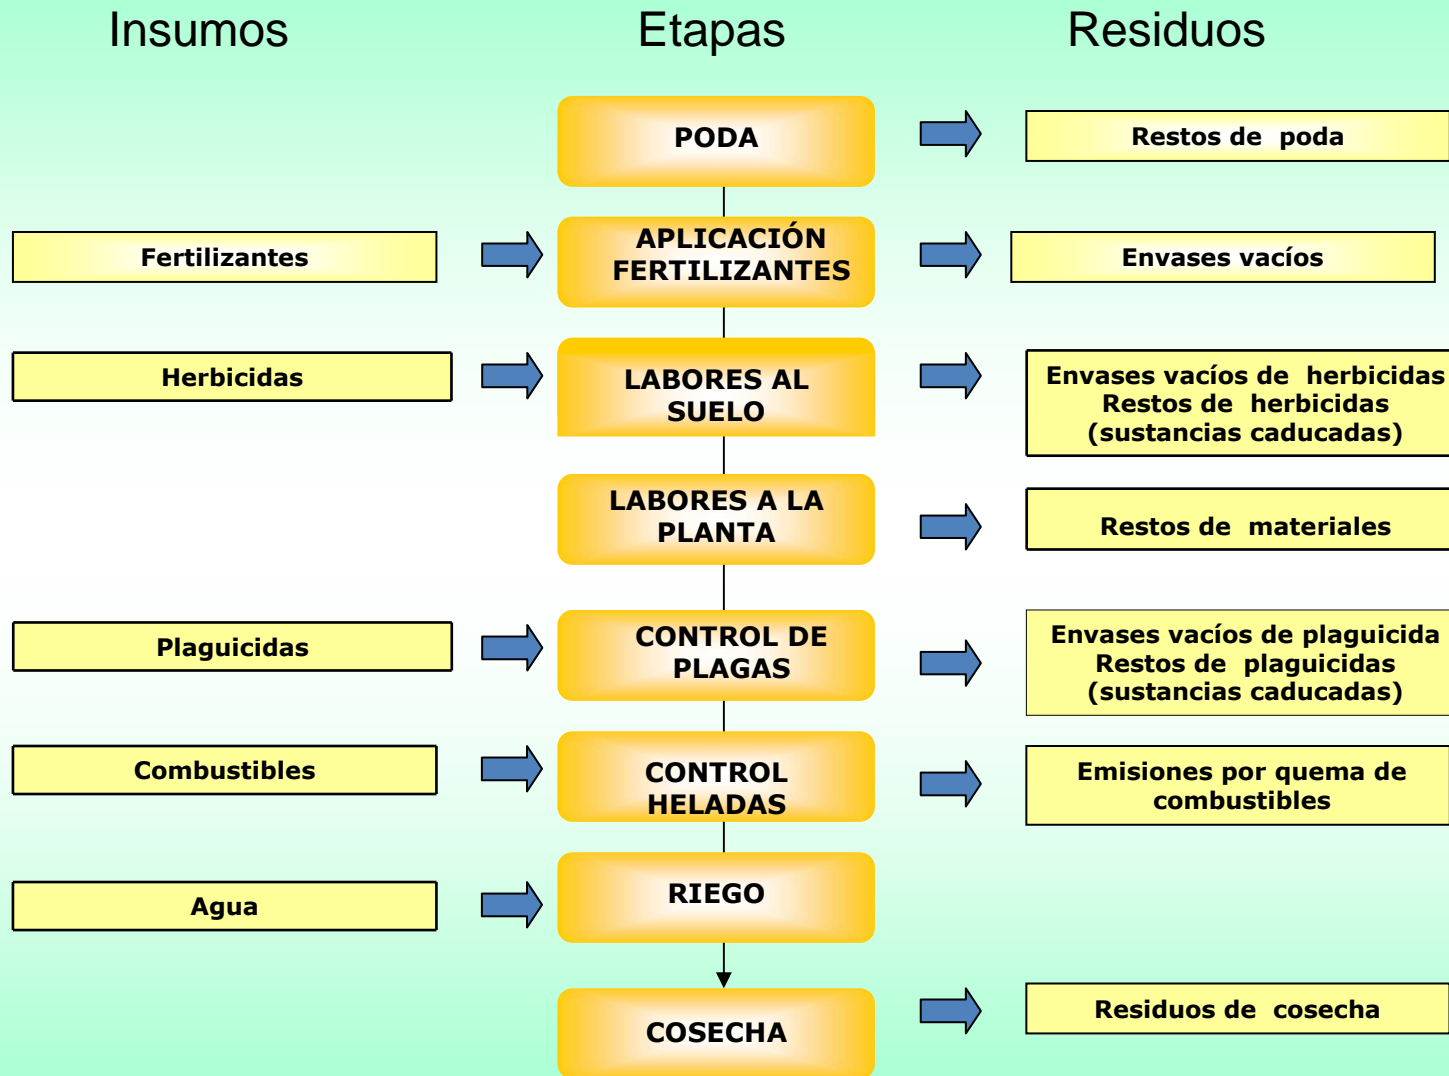 Insumos
Etapas
Residuos
PODA
Restos de poda
Fertilizantes
APLICACIÓN
FERTILIZANTES
Envases vacíos
Herbicidas
LABORES AL
SUELO
Envases vacíos de herbicidas
Restos de herbicidas
(sustancias caducadas)
LABORES A LA
PLANTA
Restos de materiales
Plaguicidas
CONTROL DE
PLAGAS
Envases vacíos de plaguicida
Restos de plaguicidas
(sustancias caducadas)
Combustibles
CONTROL
HELADAS
Emisiones por quema de
combustibles
Agua
RIEGO
COSECHA
Residuos de cosecha